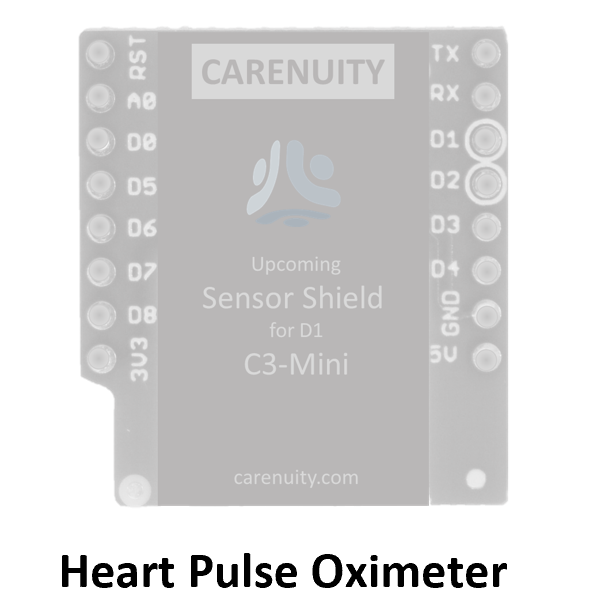 CARENUITY
Upcoming
Sensor Shield
for D1
C3-Mini
carenuity.com
RST
A0
D0
D5
D6
D7
D8
3V3
TX
RX
D1
D2
D3
D4
GND
5V
Heart Pulse Oximeter